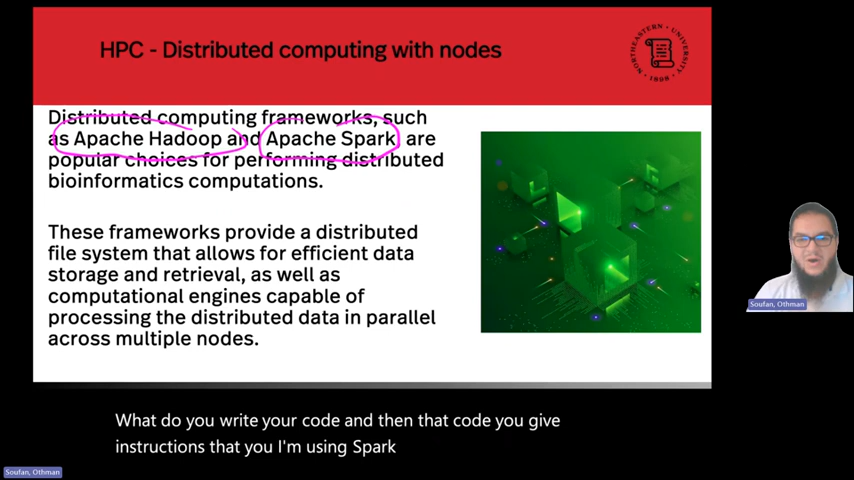 HPC - Distributed computing with nodes
NORTHEASTERN UNIVERSITY
1898
Distributed computing frameworks, such
as Apache Hadoop and Apache Spark, are
popular choices for performing distributed
bioinformatics computations.
These frameworks provide a distributed
file system that allows for efficient data
storage and retrieval, as well as
computational engines capable of
processing the distributed data in parallel
across multiple nodes.
Soufan, Othman
What do you write your code and then that code you give
instructions that you I'm using Spark
Soufan, Othman